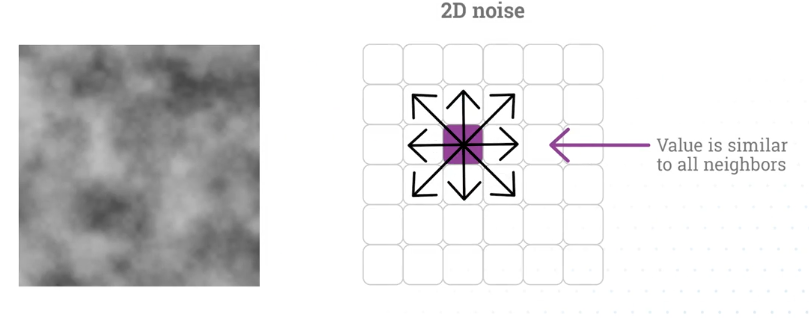 2D noise
Value is similar
to all neighbors